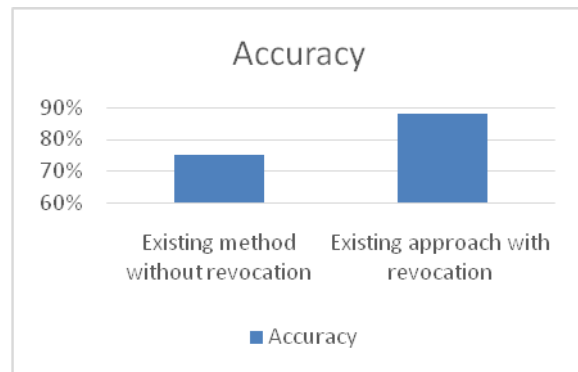 Accuracy
90%
80%
70%
60%
Existing method
without revocation
Existing approach with
revocation
Accuracy